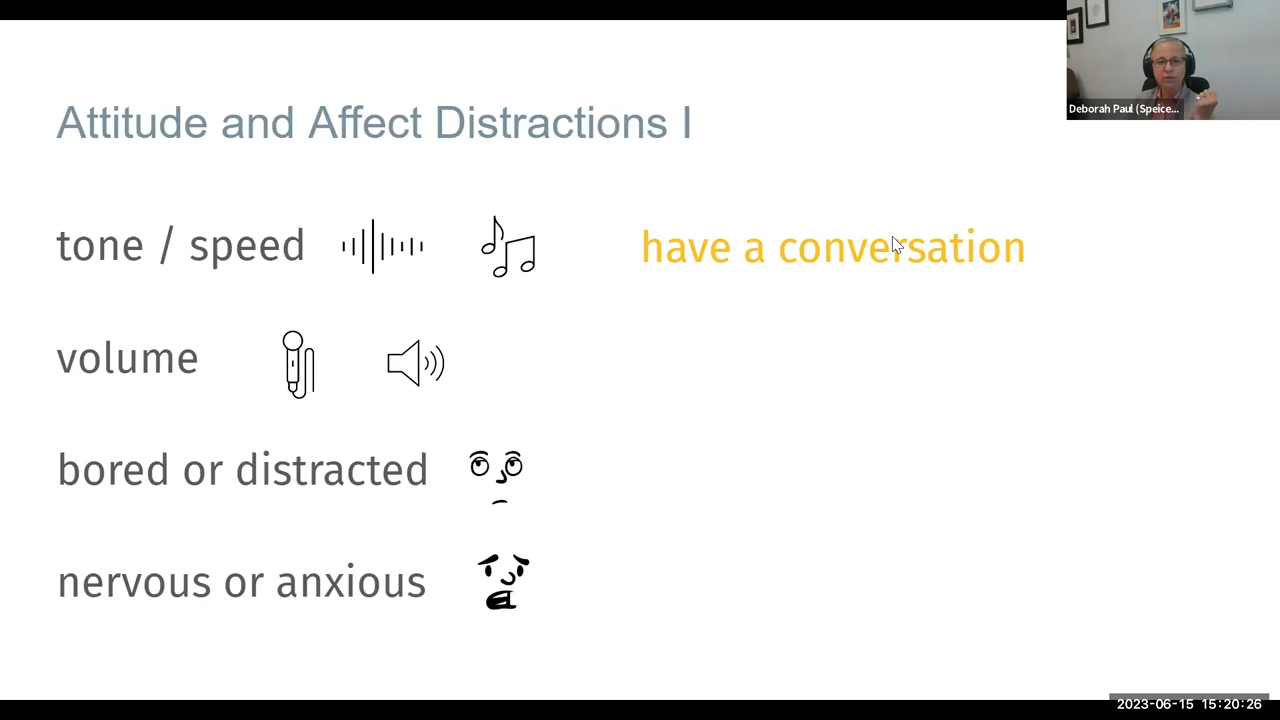 Attitude and Affect Distractions I
tone / speed
have a conversation
volume
bored or distracted
nervous or anxious
Deborah Paul (Speice...
2023-06-15 15:20:26